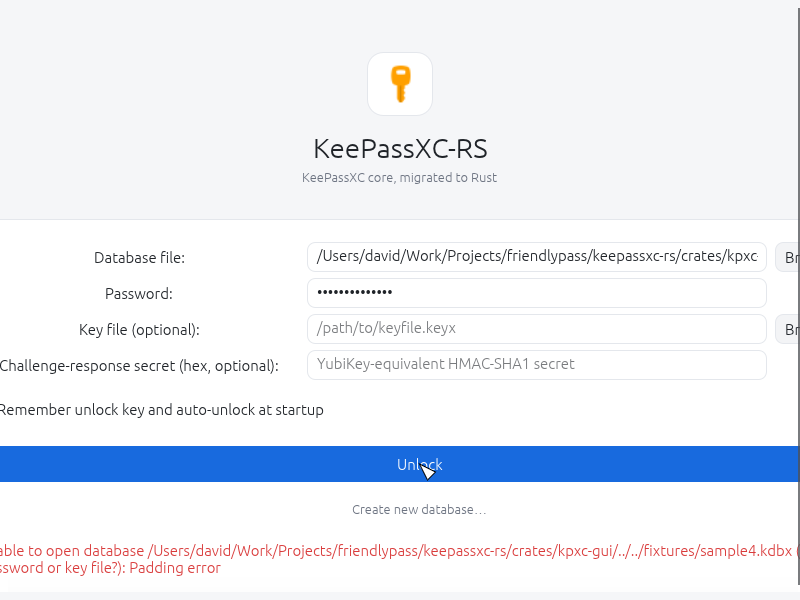 KeePassXC-RS
KeePassXC core, migrated to Rust
Database file:
/Users/david/Work/Projects/friendlypass/keepassxc-rs/crates/kpxc
Br
Password:
••••••••••••••
Key file (optional):
/path/to/keyfile.keyx
Br
Challenge-response secret (hex, optional):
YubiKey-equivalent HMAC-SHA1 secret
Remember unlock key and auto-unlock at startup
Unlock
Create new database…
able to open database /Users/david/Work/Projects/friendlypass/keepassxc-rs/crates/kpxc-gui/../../fixtures/sample4.kdbx (
ssword or key file?): Padding error